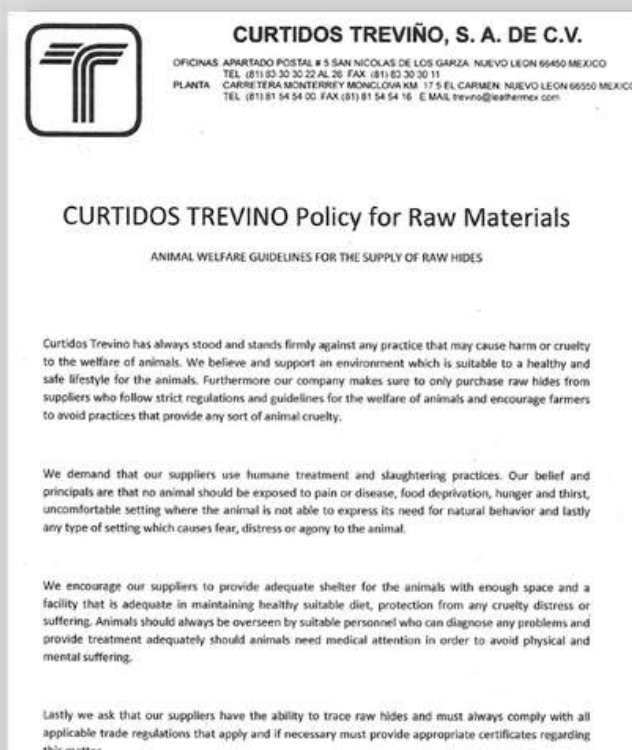 CURTIDOS TREVIÑO, S. A. DE C.V.
OFICINAS APARTADO POSTAL # 5 SAN NICOLAS DE LOS GARZA. NUEVO LEON 66450 MEXICO
TEL (81) 83 30 30 22 AL 26 FAX (81) 83 30 30 11
PLANTA CARRETERA MONTERREY MONCLOVA KM 17 5 EL CARMEN. NUEVO LEON 66550 MEXICO
TEL (81) 81 54 54 00. FAX (81) 81 54 54 16 E MAIL trevino@leathermex com
CURTIDOS TREVINO Policy for Raw Materials
ANIMAL WELFARE GUIDELINES FOR THE SUPPLY OF RAW HIDES
Curtidos Trevino has always stood and stands firmly against any practice that may cause harm or cruelty
to the welfare of animals. We believe and support an environment which is suitable to a healthy and
safe lifestyle for the animals. Furthermore our company makes sure to only purchase raw hides from
suppliers who follow strict regulations and guidelines for the welfare of animals and encourage farmers
to avoid practices that provide any sort of animal cruelty.
We demand that our suppliers use humane treatment and slaughtering practices. Our belief and
principals are that no animal should be exposed to pain or disease, food deprivation, hunger and thirst,
uncomfortable setting where the animal is not able to express its need for natural behavior and lastly
any type of setting which causes fear, distress or agony to the animal.
We encourage our suppliers to provide adequate shelter for the animals with enough space and a
facility that is adequate in maintaining healthy suitable diet, protection from any cruelty distress or
suffering. Animals should always be overseen by suitable personnel who can diagnose any problems and
provide treatment adequately should animals need medical attention in order to avoid physical and
mental suffering.
Lastly we ask that our suppliers have the ability to trace raw hides and must always comply with all
applicable trade regulations that apply and if necessary must provide appropriate certificates regarding
this matter